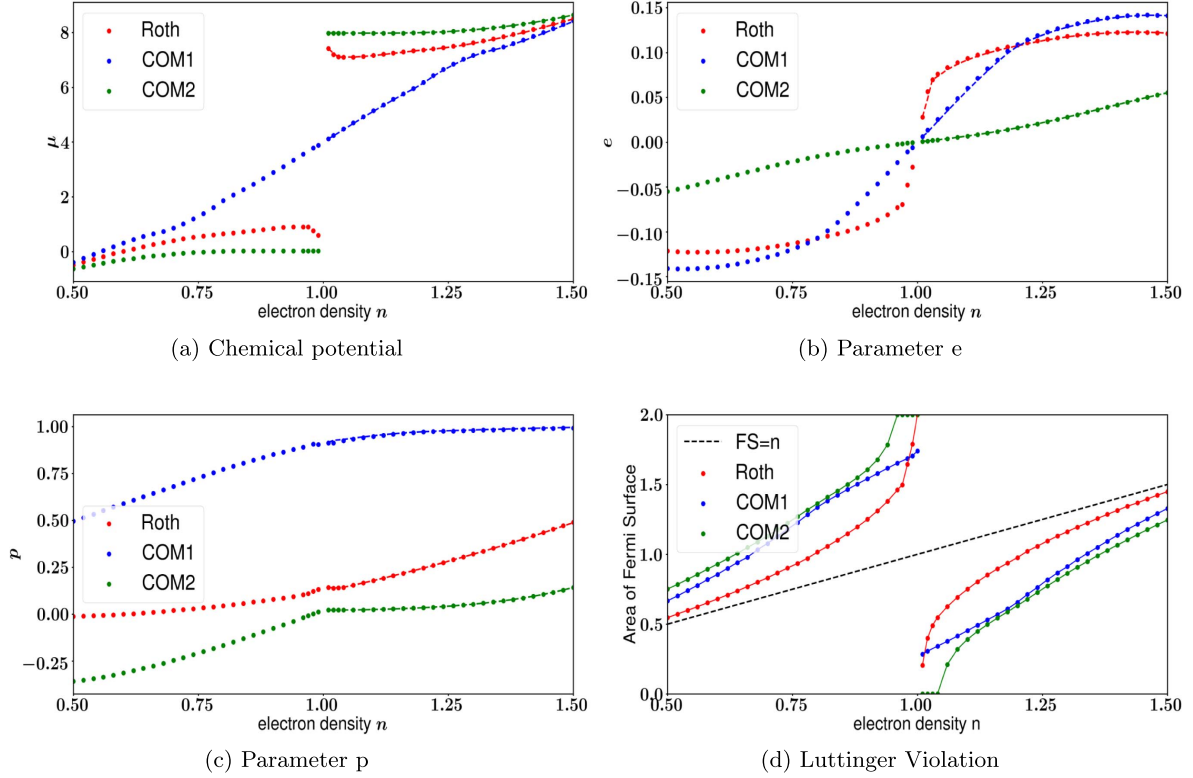 8
6
4
2
0
μ
Roth
COM1
COM2
0.50
0.75
1.00
1.25
1.50
electron density n
(a) Chemical potential
0.15
0.10
0.05
0.00
−0.05
−0.10
−0.15
e
Roth
COM1
COM2
0.50
0.75
1.00
1.25
1.50
electron density n
(b) Parameter e
1.00
0.75
0.50
0.25
0.00
−0.25
p
Roth
COM1
COM2
0.50
0.75
1.00
1.25
1.50
electron density n
(c) Parameter p
2.0
1.5
1.0
0.5
0.0
Area of Fermi Surface
FS=n
Roth
COM1
COM2
0.50
0.75
1.00
1.25
1.50
electron density n
(d) Luttinger Violation